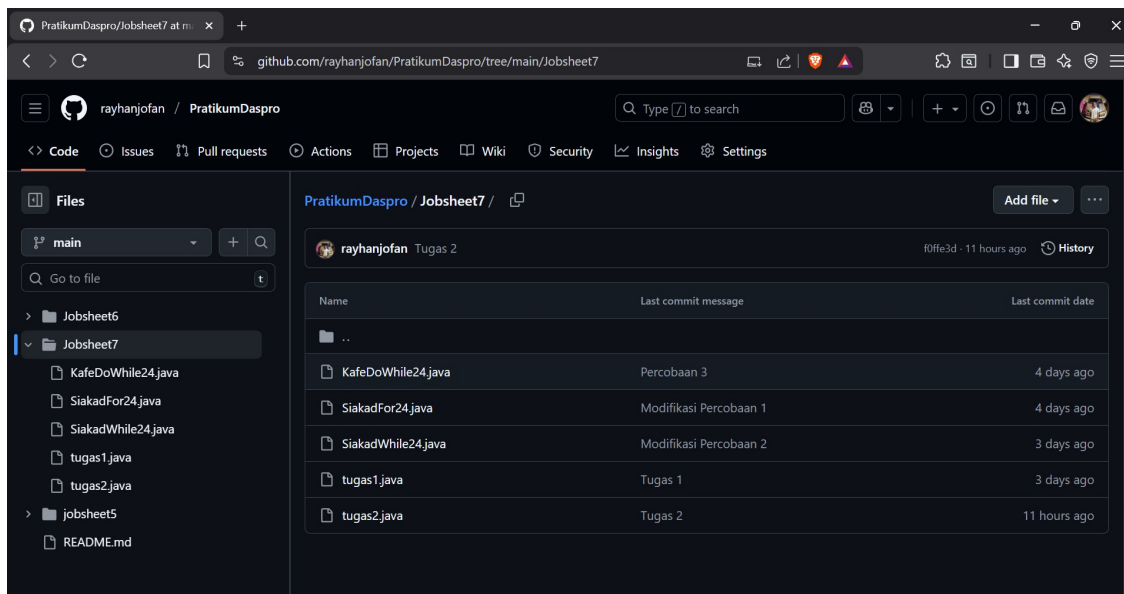 PratikumDaspro/Jobsheet7 at m
github.com/rayhanjofan/PratikumDaspro/tree/main/Jobsheet7
rayhanjofan / PratikumDaspro
Type / to search
<> Code Issues Pull requests Actions Projects Wiki Security Insights Settings
Files
main
Go to file t
Jobsheet6
Jobsheet7
KafeDoWhile24.java
SiakadFor24.java
SiakadWhile24.java
tugas1.java
tugas2.java
jobsheet5
README.md
PratikumDaspro / Jobsheet7 /
Add file
rayhanjofan Tugas 2 f0ffe3d · 11 hours ago History
Name Last commit message Last commit date
..
KafeDoWhile24.java Percobaan 3 4 days ago
SiakadFor24.java Modifikasi Percobaan 1 4 days ago
SiakadWhile24.java Modifikasi Percobaan 2 3 days ago
tugas1.java Tugas 1 3 days ago
tugas2.java Tugas 2 11 hours ago